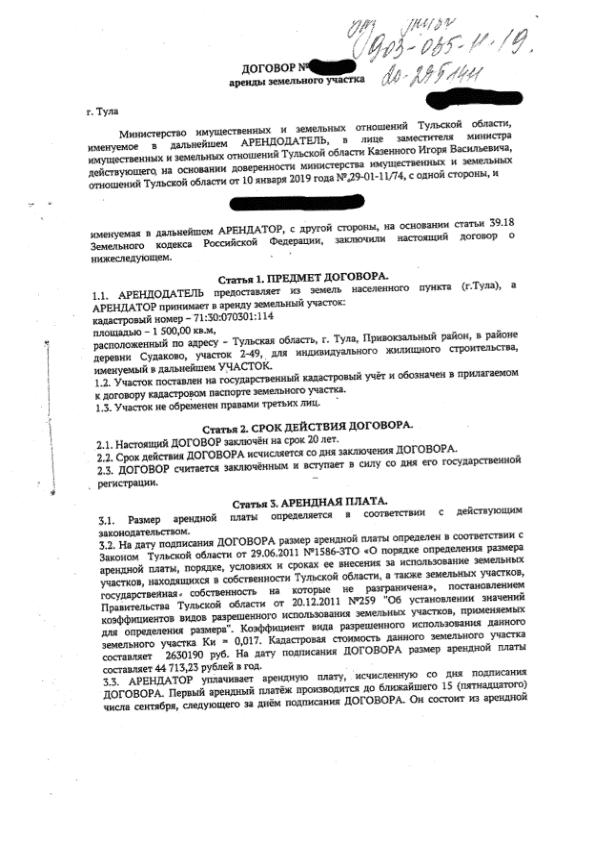 903-035-11-19.
20-295144
ДОГОВОР №
аренды земельного участка
г. Тула
Министерство имущественных и земельных отношений Тульской области,
именуемое в дальнейшем АРЕНДОДАТЕЛЬ, в лице заместителя министра
имущественных и земельных отношений Тульской области Казенного Игоря Васильевича,
действующего, на основании доверенности министерства имущественных и земельных
отношений Тульской области от 10 января 2019 года № 29-01-11/74, с одной стороны, и
именуемая в дальнейшем АРЕНДАТОР, с другой стороны, на основании статьи 39.18
Земельного кодекса Российской Федерации, заключили настоящий договор о
нижеследующем.
Статья 1. ПРЕДМЕТ ДОГОВОРА.
1.1. АРЕНДОДАТЕЛЬ предоставляет из земель населенного пункта (г.Тула), а
АРЕНДАТОР принимает в аренду земельный участок:
кадастровый номер – 71:30:070301:114
площадью – 1 500,00 кв.м,
расположенный по адресу – Тульская область, г. Тула, Привокзальный район, в районе
деревни Судаково, участок 2-49, для индивидуального жилищного строительства,
именуемый в дальнейшем УЧАСТОК.
1.2. Участок поставлен на государственный кадастровый учёт и обозначен в прилагаемом
к договору кадастровом паспорте земельного участка.
1.3. Участок не обременен правами третьих лиц.
Статья 2. СРОК ДЕЙСТВИЯ ДОГОВОРА.
2.1. Настоящий ДОГОВОР заключён на срок 20 лет.
2.2. Срок действия ДОГОВОРА исчисляется со дня заключения ДОГОВОРА.
2.3. ДОГОВОР считается заключённым и вступает в силу со дня его государственной
регистрации.
Статья 3. АРЕНДНАЯ ПЛАТА.
3.1. Размер арендной платы определяется в соответствии с действующим
законодательством.
3.2. На дату подписания ДОГОВОРА размер арендной платы определен в соответствии с
Законом Тульской области от 29.06.2011 №1586-ЗТО «О порядке определения размера
арендной платы, порядке, условиях и сроках ее внесения за использование земельных
участков, находящихся в собственности Тульской области, а также земельных участков,
государственная собственность на которые не разграничена», постановлением
Правительства Тульской области от 20.12.2011 №259 "Об установлении значений
коэффициентов видов разрешенного использования земельных участков, применяемых
для определения размера". Коэффициент вида разрешенного использования данного
земельного участка Ки = 0,017. Кадастровая стоимость данного земельного участка
составляет 2630190 руб. На дату подписания ДОГОВОРА размер арендной платы
составляет 44 713,23 рублей в год.
3.3. АРЕНДАТОР уплачивает арендную плату, исчисленную со дня подписания
ДОГОВОРА. Первый арендный платёж производится до ближайшего 15 (пятнадцатого)
числа сентября, следующего за днём подписания ДОГОВОРА. Он состоит из арендной